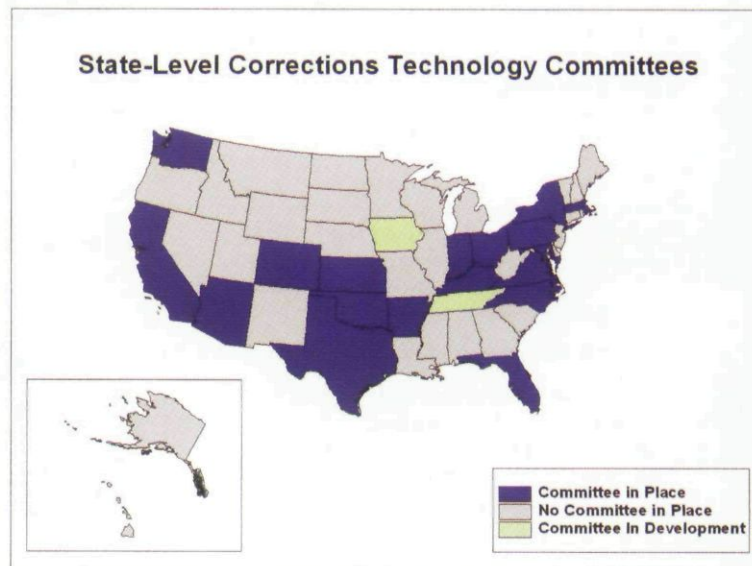 State-Level Corrections Technology Committees
Committee in Place
No Committee in Place
Committee In Development